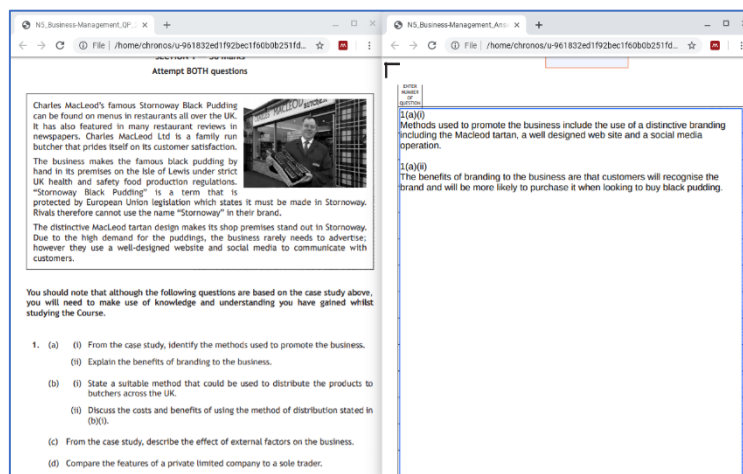 N5_Business-Management_QP_
File | /home/chronos/u-961832ed1f92bec1f60b0b251fd...
SECTION 1 — 30 marks
Attempt BOTH questions
Charles MacLeod's famous Stornoway Black Pudding
can be found on menus in restaurants all over the UK.
It has also featured in many restaurant reviews in
newspapers. Charles MacLeod Ltd is a family run
butcher that prides itself on its customer satisfaction.
The business makes the famous black pudding by
hand in its premises on the Isle of Lewis under strict
UK health and safety food production regulations.
"Stornoway Black Pudding" is a term that is
protected by European Union legislation which states it must be made in Stornoway.
Rivals therefore cannot use the name "Stornoway" in their brand.
The distinctive MacLeod tartan design makes its shop premises stand out in Stornoway.
Due to the high demand for the puddings, the business rarely needs to advertise;
however they use a well-designed website and social media to communicate with
customers.
You should note that although the following questions are based on the case study above,
you will need to make use of knowledge and understanding you have gained whilst
studying the Course.
1. (a) (i) From the case study, identify the methods used to promote the business.
(ii) Explain the benefits of branding to the business.
(b) (i) State a suitable method that could be used to distribute the products to
butchers across the UK.
(ii) Discuss the costs and benefits of using the method of distribution stated in
(b)(i).
(c) From the case study, describe the effect of external factors on the business.
(d) Compare the features of a private limited company to a sole trader.
N5_Business-Management_Ans
File | /home/chronos/u-961832ed1f92bec1f60b0b251fd...
ENTER
NUMBER
OF
QUESTION
1(a)(i)
Methods used to promote the business include the use of a distinctive branding
including the Macleod tartan, a well designed web site and a social media
operation.
1(a)(ii)
The benefits of branding to the business are that customers will recognise the
brand and will be more likely to purchase it when looking to buy black pudding.